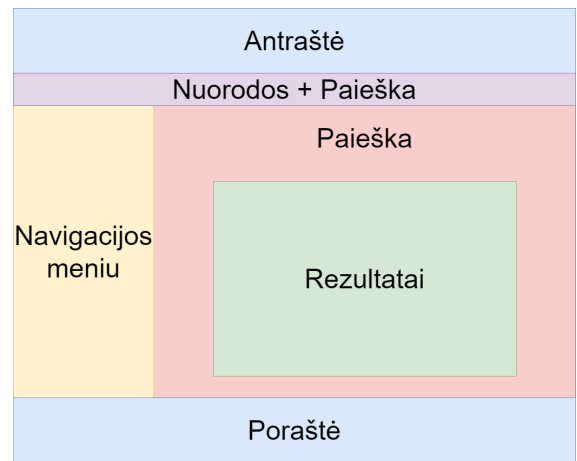 Antraštė
Nuorodos + Paieška
Paieška
Navigacijos
meniu
Rezultatai
Poraštė